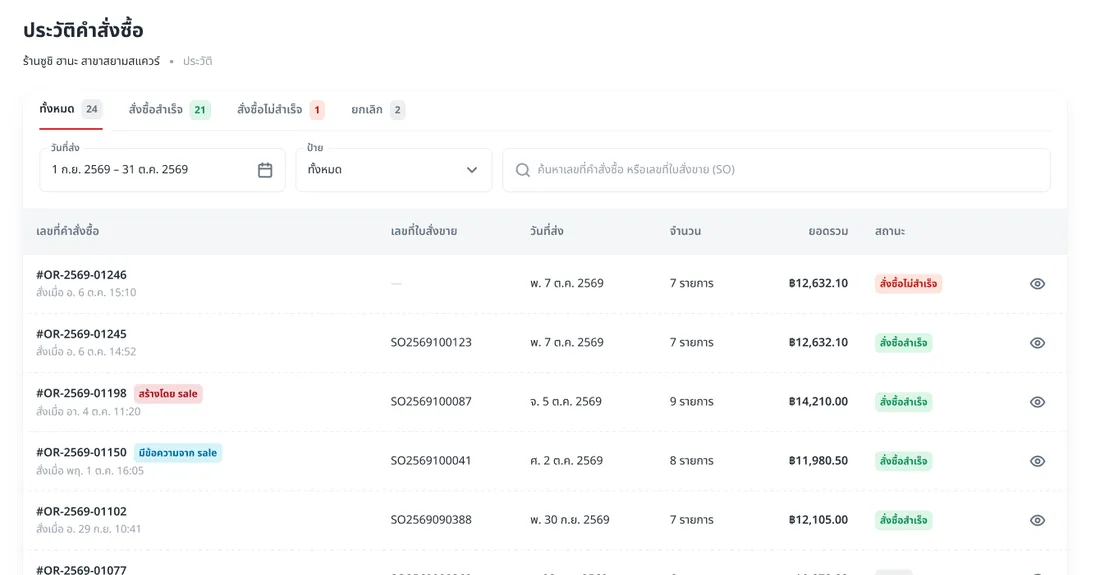 ประวัติคำสั่งซื้อ
ร้านซูชิ ฮานะ สาขาสยามสแควร์ • ประวัติ
ทั้งหมด 24 สั่งซื้อสำเร็จ 21 สั่งซื้อไม่สำเร็จ 1 ยกเลิก 2
วันที่ส่ง ป้าย
1 ก.ย. 2569 – 31 ต.ค. 2569 ทั้งหมด ค้นหาเลขที่คำสั่งซื้อ หรือเลขที่ใบสั่งขาย (SO)
เลขที่คำสั่งซื้อ เลขที่ใบสั่งขาย วันที่ส่ง จำนวน ยอดรวม สถานะ
#OR-2569-01246
สั่งเมื่อ อ. 6 ต.ค. 15:10 — พ. 7 ต.ค. 2569 7 รายการ ฿12,632.10 สั่งซื้อไม่สำเร็จ
#OR-2569-01245
สั่งเมื่อ อ. 6 ต.ค. 14:52 SO2569100123 พ. 7 ต.ค. 2569 7 รายการ ฿12,632.10 สั่งซื้อสำเร็จ
#OR-2569-01198 สร้างโดย sale
สั่งเมื่อ อา. 4 ต.ค. 11:20 SO2569100087 จ. 5 ต.ค. 2569 9 รายการ ฿14,210.00 สั่งซื้อสำเร็จ
#OR-2569-01150 มีข้อความจาก sale
สั่งเมื่อ พฤ. 1 ต.ค. 16:05 SO2569100041 ศ. 2 ต.ค. 2569 8 รายการ ฿11,980.50 สั่งซื้อสำเร็จ
#OR-2569-01102
สั่งเมื่อ อ. 29 ก.ย. 10:41 SO2569090388 พ. 30 ก.ย. 2569 7 รายการ ฿12,105.00 สั่งซื้อสำเร็จ
#OR-2569-01077